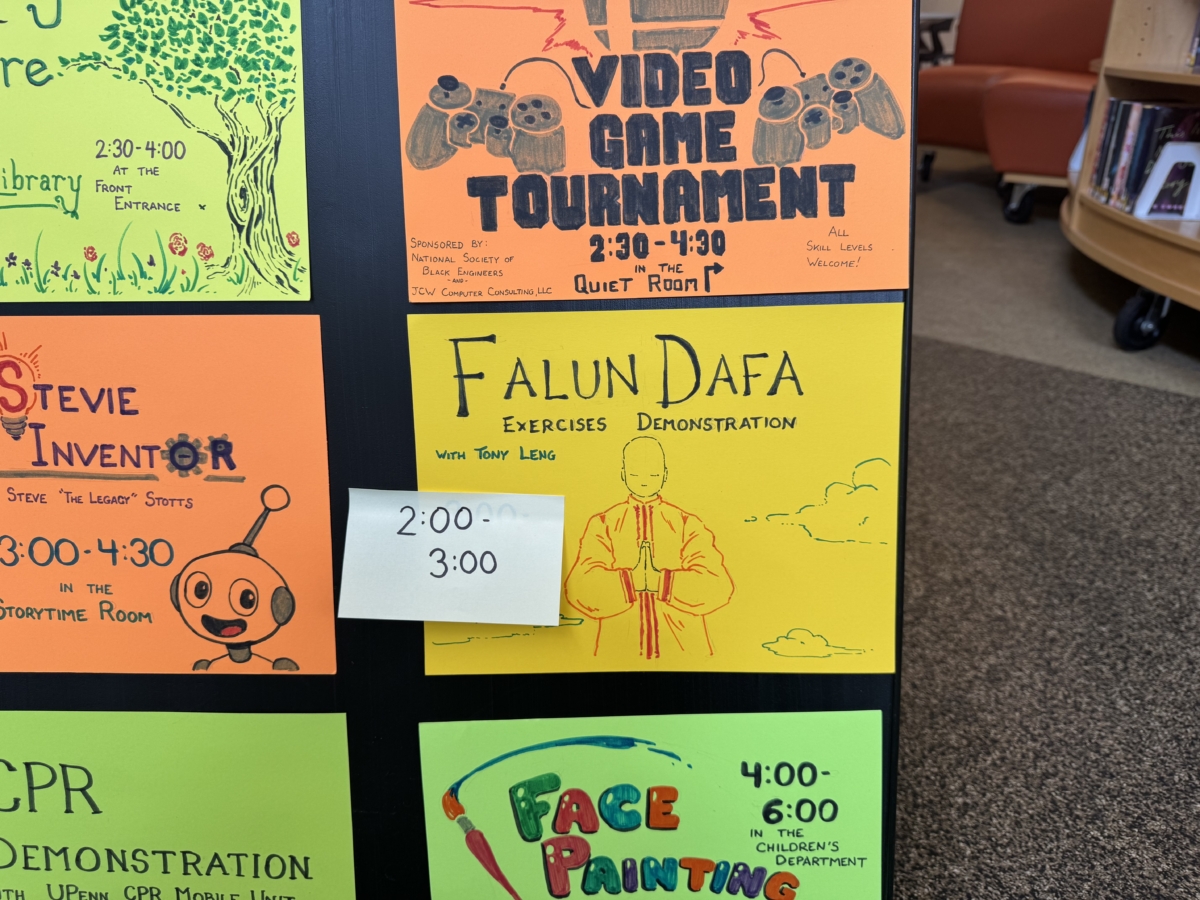 re
Library
2:30-4:00
AT THE
FRONT
ENTRANCE
VIDEO
GAME
TOURNAMENT
2:30-4:30
IN THE
QUIET ROOM
SPONSORED BY:
NATIONAL SOCIETY OF
BLACK ENGINEERS
-AND-
JCW COMPUTER CONSULTING, LLC
ALL
SKILL LEVELS
WELCOME!
STEVIE
INVENTOR
STEVE "THE LEGACY" STOTTS
3:00-4:30
IN THE
STORYTIME ROOM
FALUN DAFA
EXERCISES DEMONSTRATION
WITH TONY LENG
2:00-
3:00
CPR
DEMONSTRATION
WITH UPENN CPR MOBILE UNIT
FACE
PAINTING
4:00-
6:00
IN THE
CHILDREN'S
DEPARTMENT